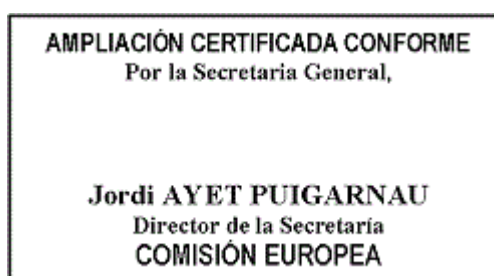 AMPLIACIÓN CERTIFICADA CONFORME
Por la Secretaria General,
Jordi AYET PUIGARNAU
Director de la Secretaría
COMISIÓN EUROPEA